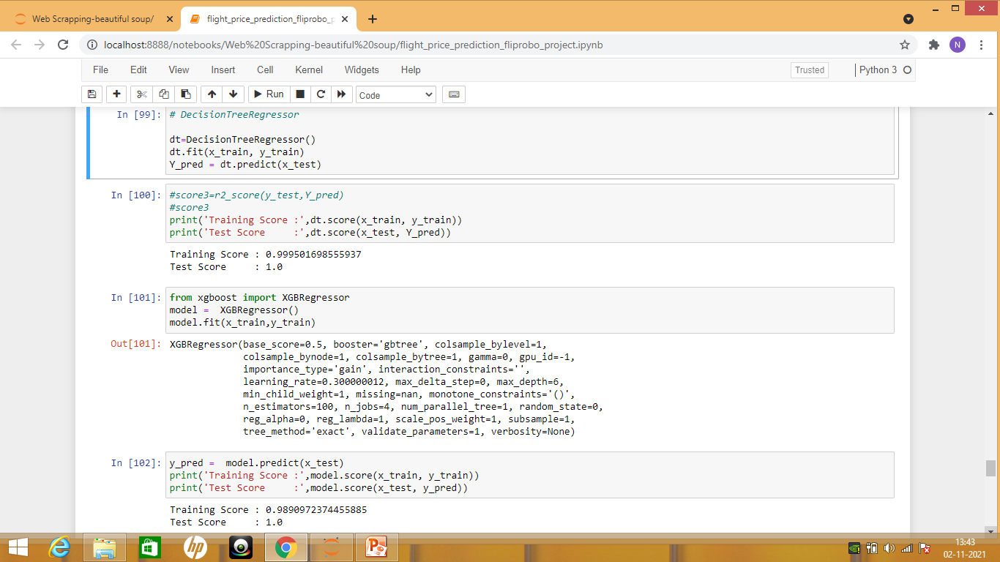 Web Scrapping-beautiful soup/
flight_price_prediction_fliprobo_p
localhost:8888/notebooks/Web%20Scrapping-beautiful%20soup/flight_price_prediction_fliprobo_project.ipynb
N
File Edit View Insert Cell Kernel Widgets Help Trusted Python 3
Run Code
In [99]: # DecisionTreeRegressor
dt=DecisionTreeRegressor()
dt.fit(x_train, y_train)
Y_pred = dt.predict(x_test)
In [100]: #score3=r2_score(y_test,Y_pred)
#score3
print('Training Score :',dt.score(x_train, y_train))
print('Test Score     :',dt.score(x_test, Y_pred))
Training Score : 0.999501698555937
Test Score     : 1.0
In [101]: from xgboost import XGBRegressor
model =  XGBRegressor()
model.fit(x_train,y_train)
Out[101]: XGBRegressor(base_score=0.5, booster='gbtree', colsample_bylevel=1,
colsample_bynode=1, colsample_bytree=1, gamma=0, gpu_id=-1,
importance_type='gain', interaction_constraints='',
learning_rate=0.300000012, max_delta_step=0, max_depth=6,
min_child_weight=1, missing=nan, monotone_constraints='()',
n_estimators=100, n_jobs=4, num_parallel_tree=1, random_state=0,
reg_alpha=0, reg_lambda=1, scale_pos_weight=1, subsample=1,
tree_method='exact', validate_parameters=1, verbosity=None)
In [102]: y_pred =  model.predict(x_test)
print('Training Score :',model.score(x_train, y_train))
print('Test Score     :',model.score(x_test, y_pred))
Training Score : 0.9890972374455885
Test Score     : 1.0
hp
13:43
02-11-2021